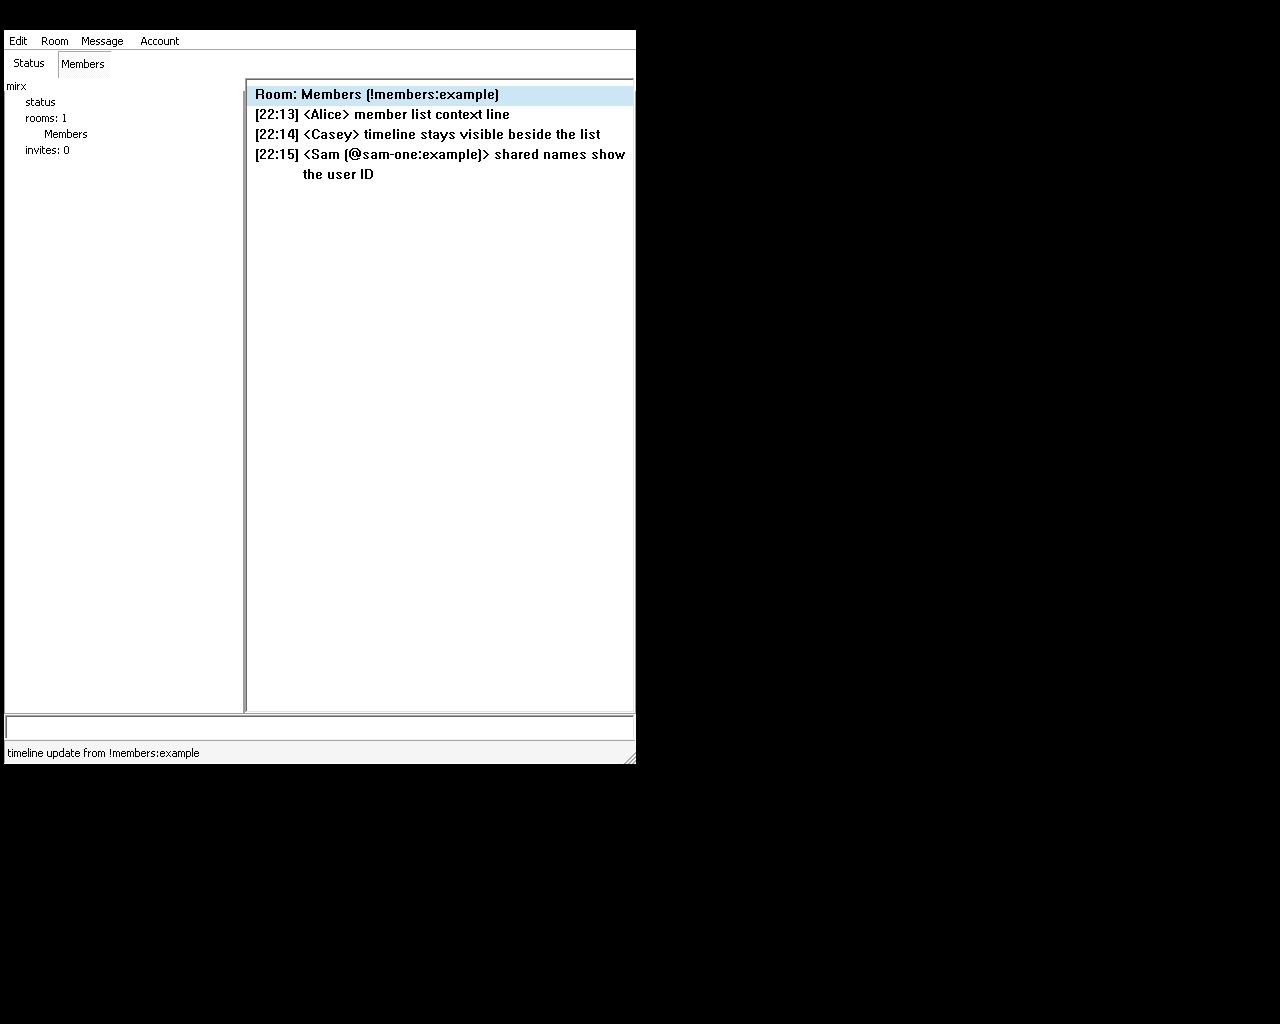 Edit Room Message Account
Status Members
mirx
status
rooms: 1
Members
invites: 0
Room: Members (!members:example)
[22:13] <Alice> member list context line
[22:14] <Casey> timeline stays visible beside the list
[22:15] <Sam (@sam-one:example)> shared names show
the user ID
timeline update from !members:example